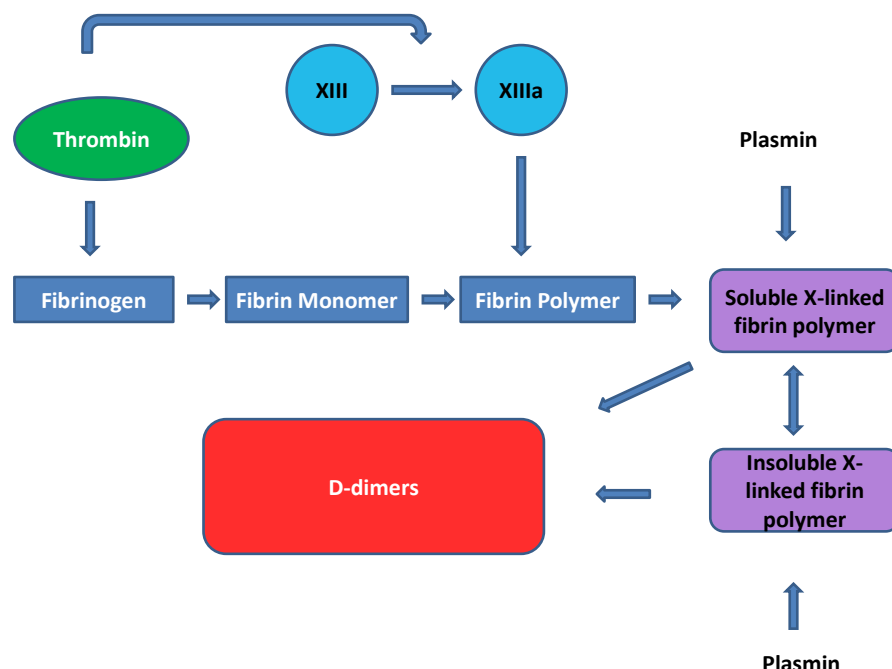 XIII
XIIIa
Thrombin
Plasmin
Fibrinogen
Fibrin Monomer
Fibrin Polymer
Soluble X-linked
fibrin polymer
Insoluble X-
linked fibrin
polymer
D-dimers
Plasmin